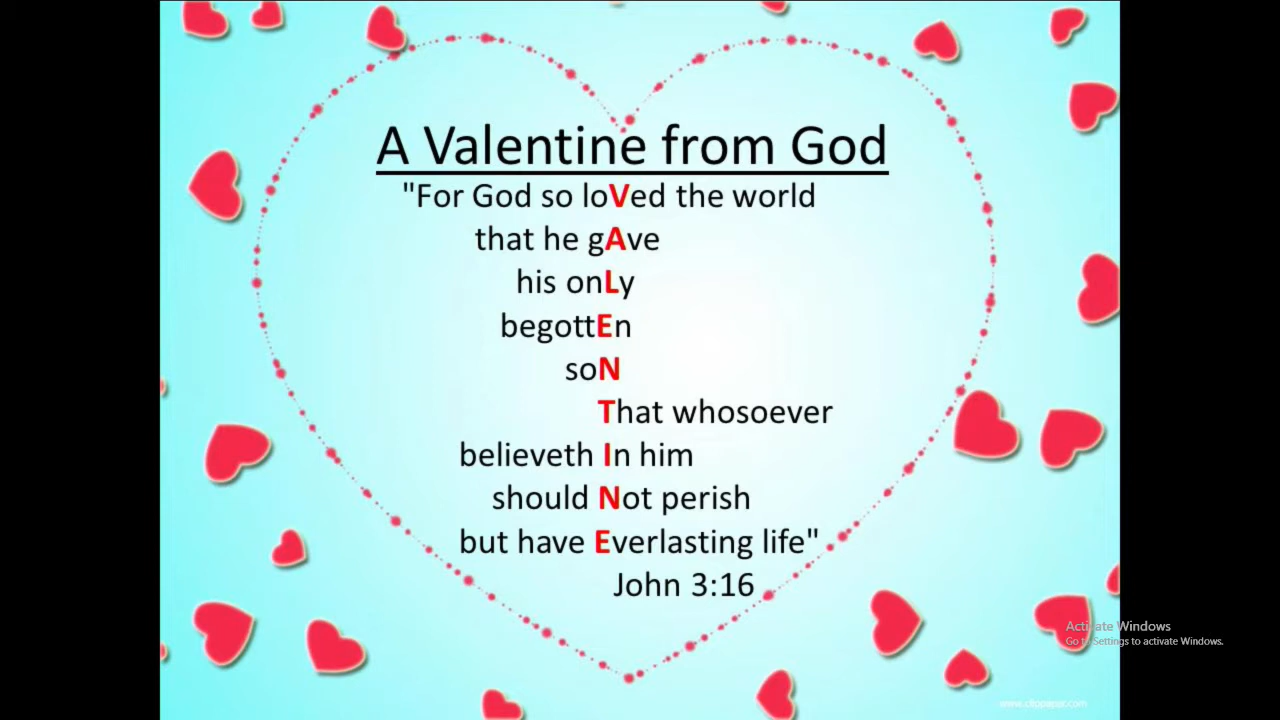 A Valentine from God
"For God so loVed the world
that he gAve
his onLy
begottEn
soN
That whosoever
believeth In him
should Not perish
but have Everlasting life"
John 3:16
Activate Windows
Go to Settings to activate Windows.